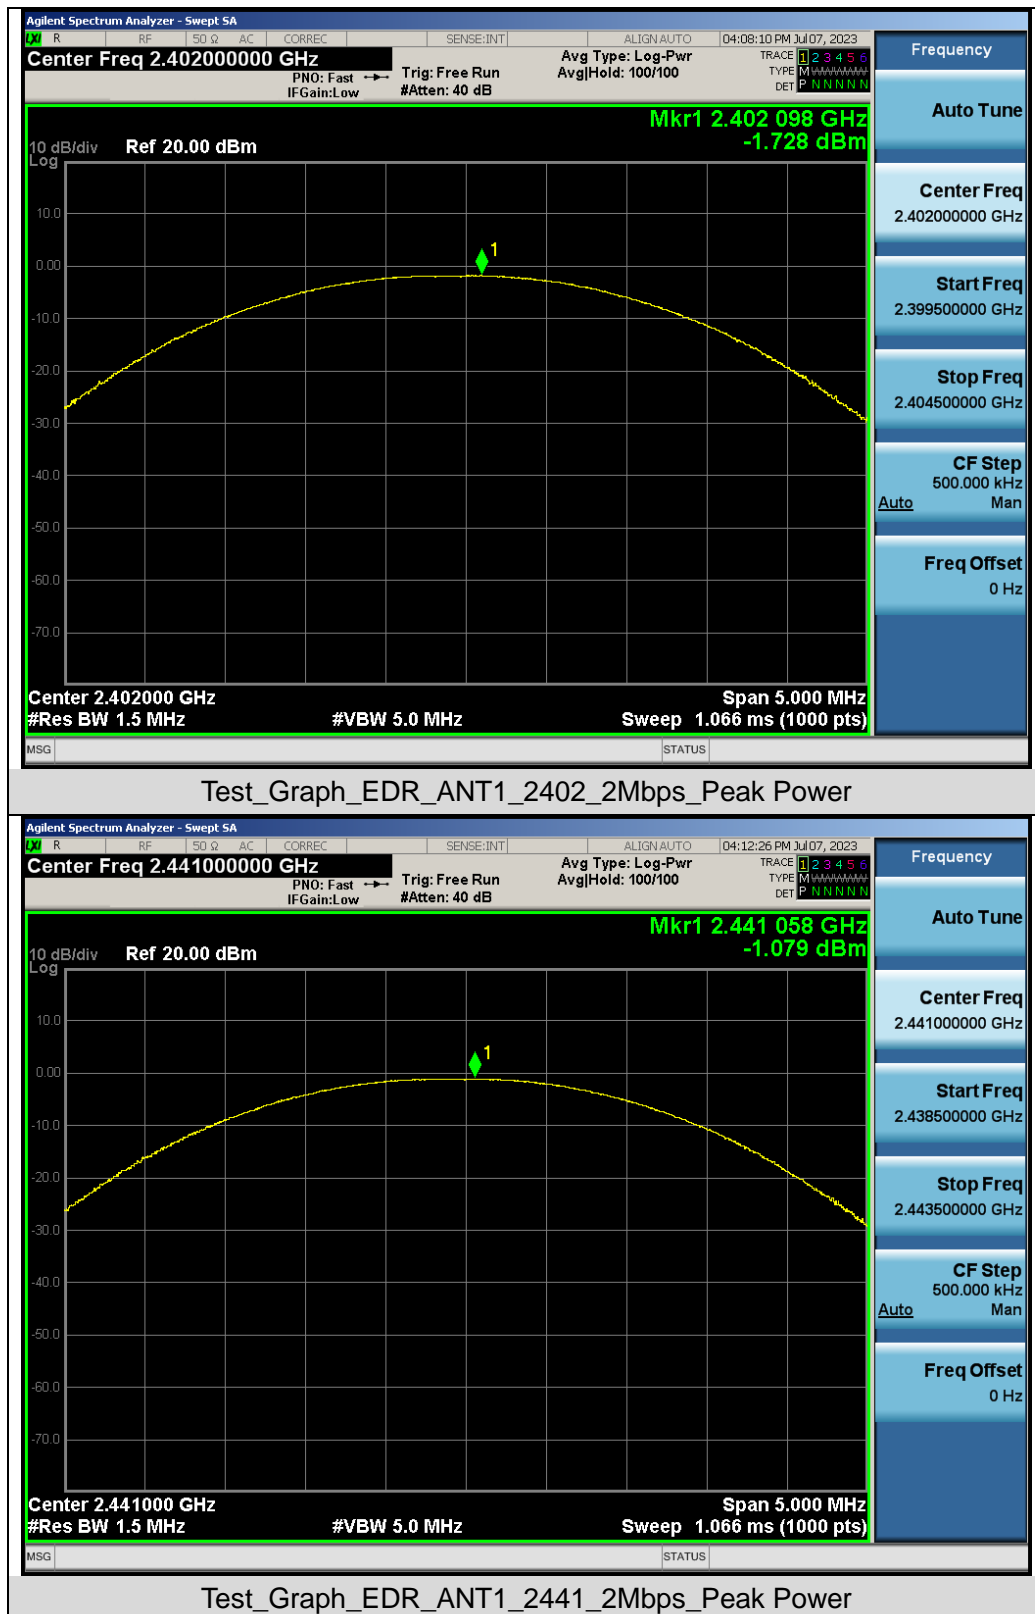 Agilent Spectrum Analyzer - Swept SA
LXI R RF 50 Ω AC CORREC SENSE:INT ALIGN AUTO 04:08:10 PM Jul 07, 2023
Center Freq 2.402000000 GHz
PNO: Fast
IFGain:Low
Trig: Free Run
#Atten: 40 dB
Avg Type: Log-Pwr
Avg|Hold: 100/100
TRACE 1 2 3 4 5 6
TYPE M WWWWW
DET P N N N N N
Mkr1 2.402 098 GHz
-1.728 dBm
10 dB/div Ref 20.00 dBm
Log
10.0
0.00
-10.0
-20.0
-30.0
-40.0
-50.0
-60.0
-70.0
1
Center 2.402000 GHz Span 5.000 MHz
#Res BW 1.5 MHz #VBW 5.0 MHz Sweep 1.066 ms (1000 pts)
MSG STATUS
Frequency
Auto Tune
Center Freq
2.402000000 GHz
Start Freq
2.399500000 GHz
Stop Freq
2.404500000 GHz
CF Step
500.000 kHz
Auto Man
Freq Offset
0 Hz
Test_Graph_EDR_ANT1_2402_2Mbps_Peak Power
Agilent Spectrum Analyzer - Swept SA
LXI R RF 50 Ω AC CORREC SENSE:INT ALIGN AUTO 04:12:26 PM Jul 07, 2023
Center Freq 2.441000000 GHz
PNO: Fast
IFGain:Low
Trig: Free Run
#Atten: 40 dB
Avg Type: Log-Pwr
Avg|Hold: 100/100
TRACE 1 2 3 4 5 6
TYPE M WWWWW
DET P N N N N N
Mkr1 2.441 058 GHz
-1.079 dBm
10 dB/div Ref 20.00 dBm
Log
10.0
0.00
-10.0
-20.0
-30.0
-40.0
-50.0
-60.0
-70.0
1
Center 2.441000 GHz Span 5.000 MHz
#Res BW 1.5 MHz #VBW 5.0 MHz Sweep 1.066 ms (1000 pts)
MSG STATUS
Frequency
Auto Tune
Center Freq
2.441000000 GHz
Start Freq
2.438500000 GHz
Stop Freq
2.443500000 GHz
CF Step
500.000 kHz
Auto Man
Freq Offset
0 Hz
Test_Graph_EDR_ANT1_2441_2Mbps_Peak Power